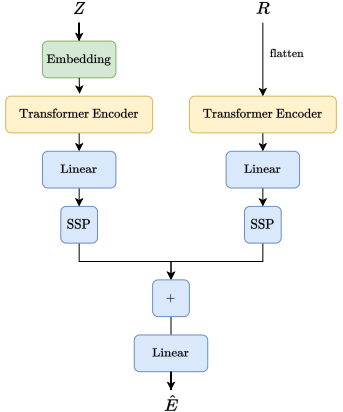 Z R
flatten
Embedding
Transformer Encoder Transformer Encoder
Linear Linear
SSP SSP
+
Linear
Ê